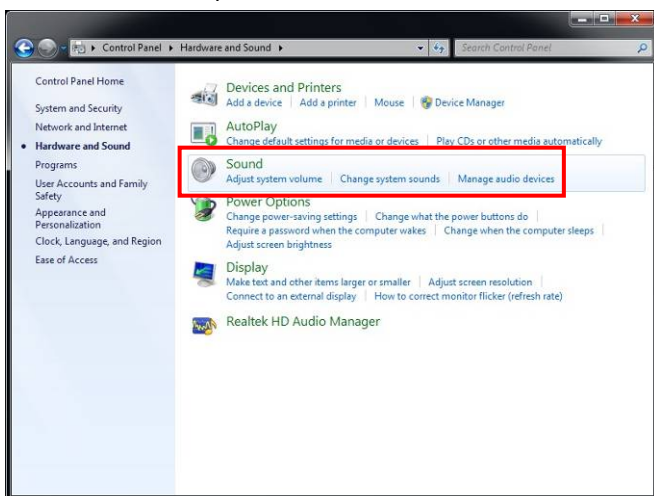 Control Panel ▸ Hardware and Sound ▸
Search Control Panel
Control Panel Home
System and Security
Network and Internet
Hardware and Sound
Programs
User Accounts and Family
Safety
Appearance and
Personalization
Clock, Language, and Region
Ease of Access
Devices and Printers
Add a device | Add a printer | Mouse | Device Manager
AutoPlay
Change default settings for media or devices | Play CDs or other media automatically
Sound
Adjust system volume | Change system sounds | Manage audio devices
Power Options
Change power-saving settings | Change what the power buttons do |
Require a password when the computer wakes | Change when the computer sleeps |
Adjust screen brightness
Display
Make text and other items larger or smaller | Adjust screen resolution |
Connect to an external display | How to correct monitor flicker (refresh rate)
Realtek HD Audio Manager